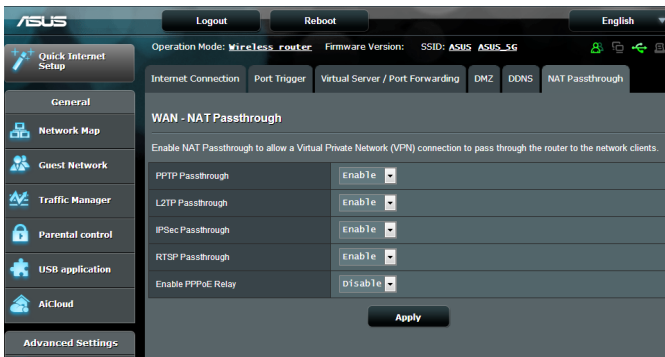 ASUS
Logout
Reboot
English
Quick Internet
Setup
Operation Mode: Wireless router Firmware Version: SSID: ASUS ASUS_5G
Internet Connection
Port Trigger
Virtual Server / Port Forwarding
DMZ
DDNS
NAT Passthrough
General
Network Map
Guest Network
Traffic Manager
Parental control
USB application
AiCloud
Advanced Settings
WAN - NAT Passthrough
Enable NAT Passthrough to allow a Virtual Private Network (VPN) connection to pass through the router to the network clients.
PPTP Passthrough Enable
L2TP Passthrough Enable
IPSec Passthrough Enable
RTSP Passthrough Enable
Enable PPPoE Relay Disable
Apply